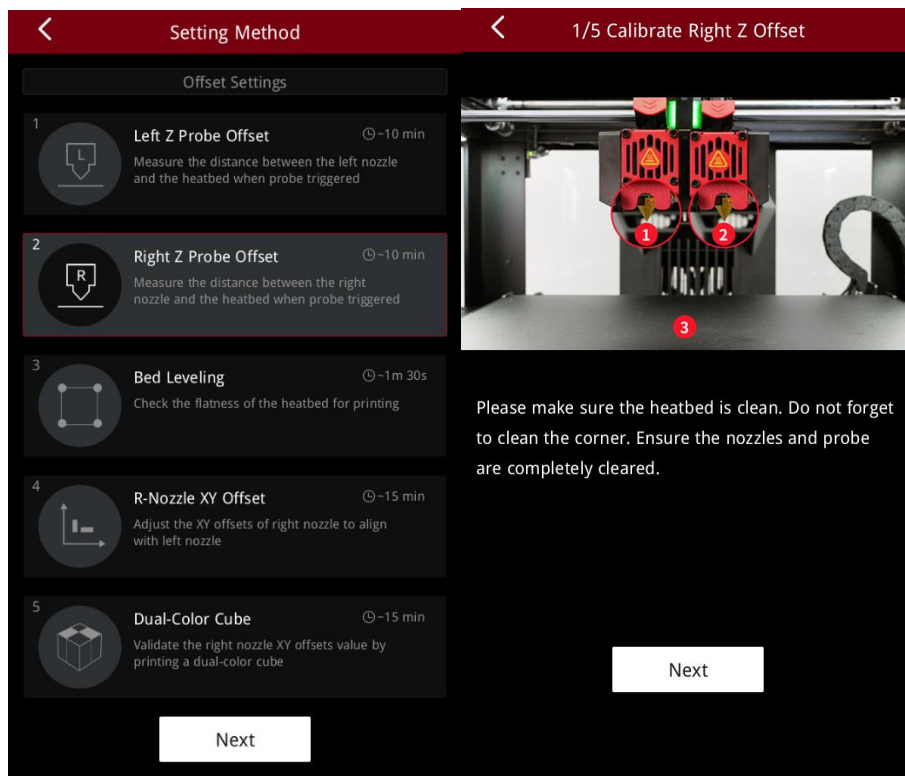 Setting Method
Offset Settings
1
L
Left Z Probe Offset
~10 min
Measure the distance between the left nozzle
and the heatbed when probe triggered
2
R
Right Z Probe Offset
~10 min
Measure the distance between the right
nozzle and the heatbed when probe triggered
3
Bed Leveling
~1m 30s
Check the flatness of the heatbed for printing
4
R-Nozzle XY Offset
~15 min
Adjust the XY offsets of right nozzle to align
with left nozzle
5
Dual-Color Cube
~15 min
Validate the right nozzle XY offsets value by
printing a dual-color cube
Next
1/5 Calibrate Right Z Offset
1
2
3
Please make sure the heatbed is clean. Do not forget
to clean the corner. Ensure the nozzles and probe
are completely cleared.
Next